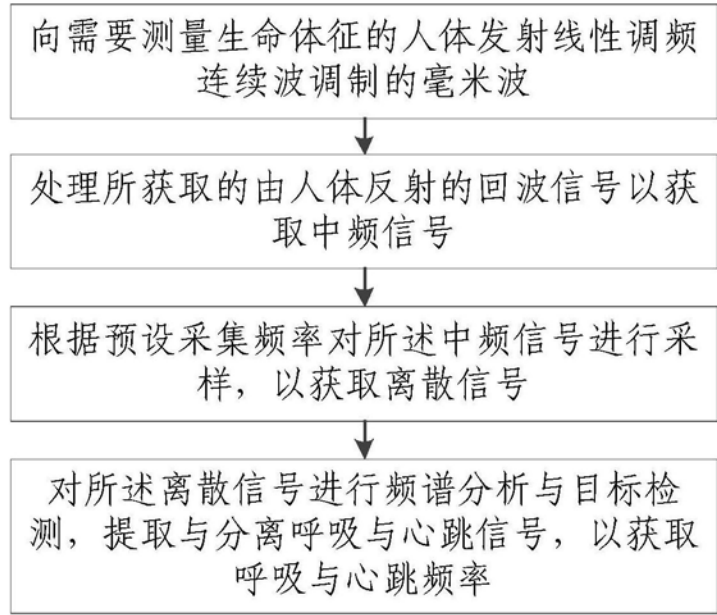 向需要测量生命体征的人体发射线性调频
连续波调制的毫米波
处理所获取的由人体反射的回波信号以获
取中频信号
根据预设采集频率对所述中频信号进行采
样，以获取离散信号
对所述离散信号进行频谱分析与目标检
测，提取与分离呼吸与心跳信号，以获取
呼吸与心跳频率